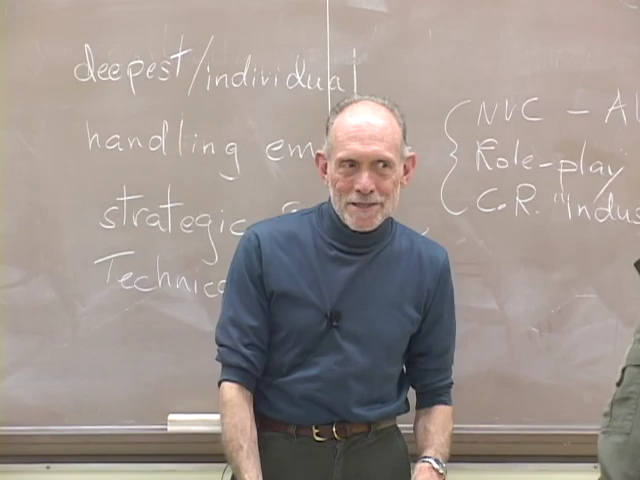 deepest/individual
handling em
strategic
Technic
{ NVC - Al
Role-play
C.R. "Indus